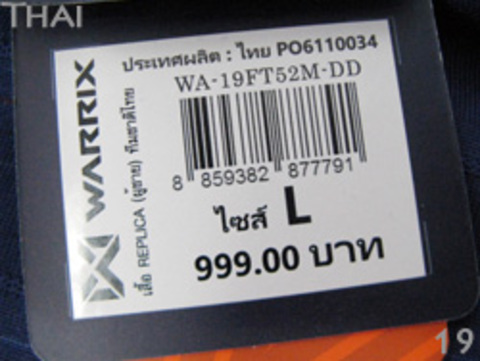 THAI
ประเทศผลิต : ไทย PO6110034
WA-19FT52M-DD
8 859382 877791
ไซส์ L
999.00 บาท
WARRIX
เสื้อ REPLICA (ผู้ชาย) ทีมชาติไทย
19